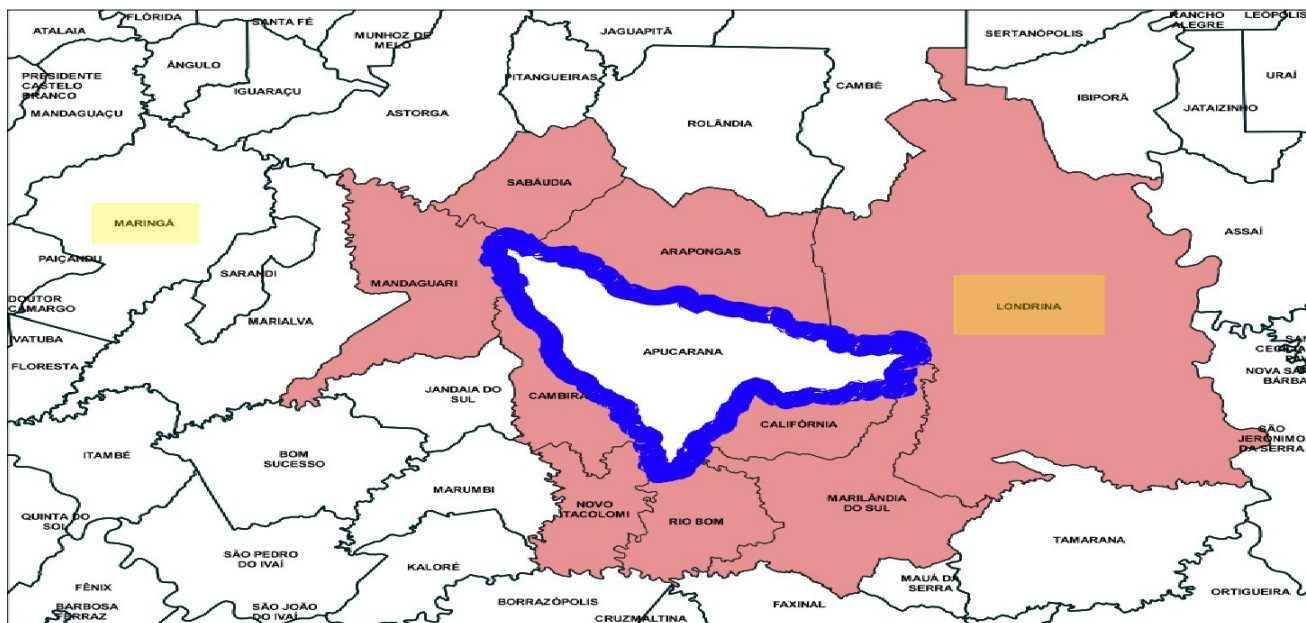 FLÓRIDA
SANTA FÉ
ATALAIA
MUNHOZ DE
MELO
JAGUAPITÃ
SERTANÓPOLIS
RANCHO
ALEGRE
LEÓPOLIS
PRESIDENTE
CASTELO
BRANCO
ÂNGULO
IGUARAÇU
PITANGUEIRAS
CAMBÉ
URAÍ
MANDAGUAÇU
ASTORGA
ROLÂNDIA
IBIPORÃ
JATAIZINHO
SABÁUDIA
MARINGÁ
ASSAÍ
PAIÇANDU
SARANDI
MANDAGUARI
ARAPONGAS
DOUTOR
CAMARGO
MARIALVA
LONDRINA
VATUBA
FLORESTA
APUCARANA
NOVA SAN
BÁRBA
JANDAIA DO
SUL
CAMBIRA
CALIFÓRNIA
ITAMBÉ
BOM
SUCESSO
SÃO
JERÔNIMO
DA SERRA
MARUMBI
NOVO
ITACOLOMI
MARILÂNDIA
DO SUL
QUINTA DO
SOL
RIO BOM
TAMARANA
SÃO PEDRO
DO IVAÍ
KALORÉ
FÊNIX
MAUÁ DA
SERRA
ORTIGUEIRA
BARBOSA
FERRAZ
SÃO JOÃO
DO IVAÍ
BORRAZÓPOLIS
FAXINAL
CRUZMALTINA